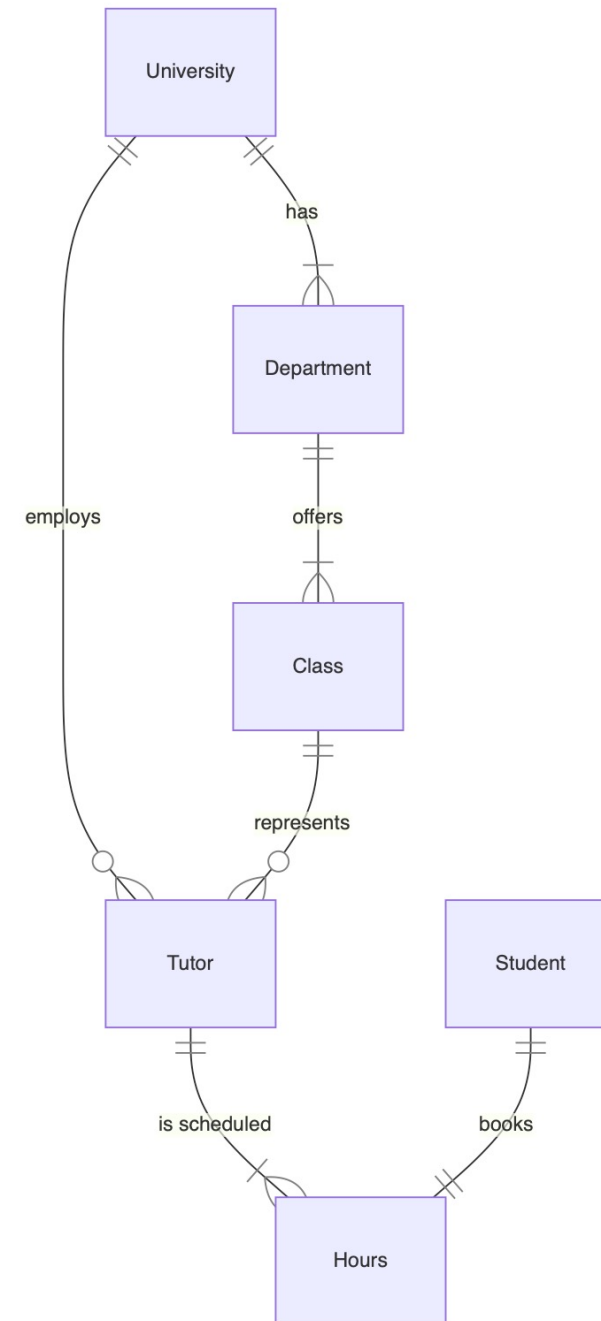 University
has
Department
employs
offers
Class
represents
Tutor
Student
is scheduled
books
Hours